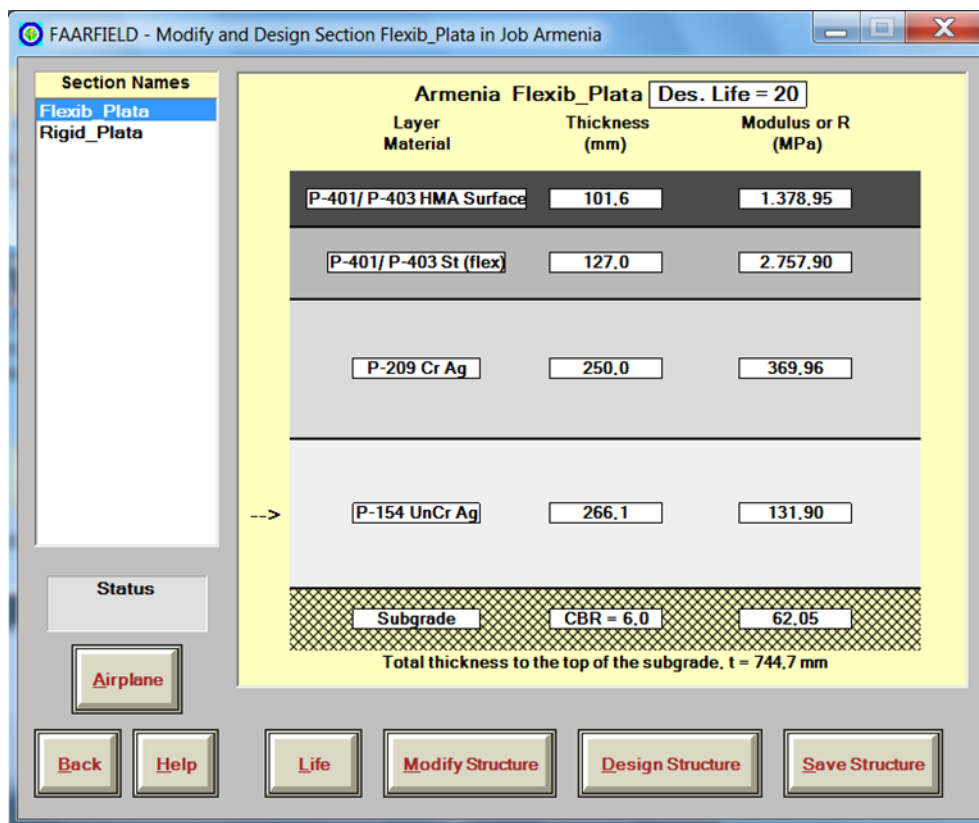 FAARFIELD - Modify and Design Section Flexib_Plata in Job Armenia
Section Names
Flexib_Plata
Rigid_Plata
Armenia Flexib_Plata Des. Life = 20
Layer Material Thickness (mm) Modulus or R (MPa)
P-401/ P-403 HMA Surface 101,6 1.378,95
P-401/ P-403 St (flex) 127,0 2.757,90
P-209 Cr Ag 250,0 369,96
--> P-154 UnCr Ag 266,1 131,90
Subgrade CBR = 6,0 62,05
Total thickness to the top of the subgrade, t = 744,7 mm
Status
Airplane
Back Help Life Modify Structure Design Structure Save Structure